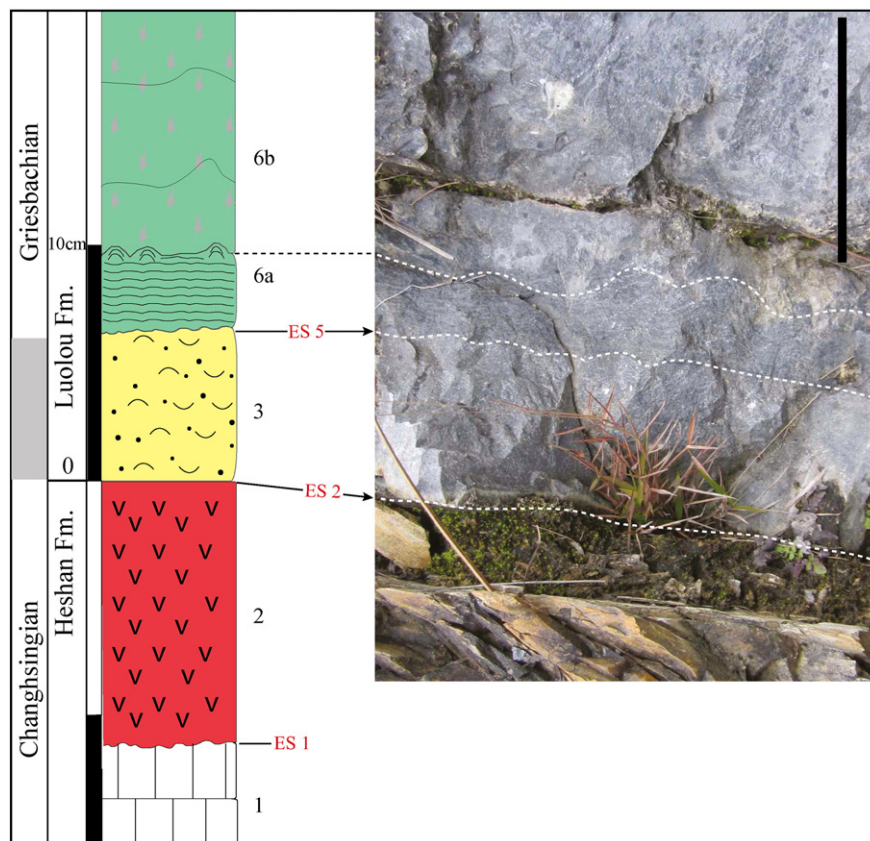 Griesbachian
Changhsingian
Luolou Fm.
Heshan Fm.
10cm
0
6b
6a
ES 5
3
ES 2
2
ES 1
1